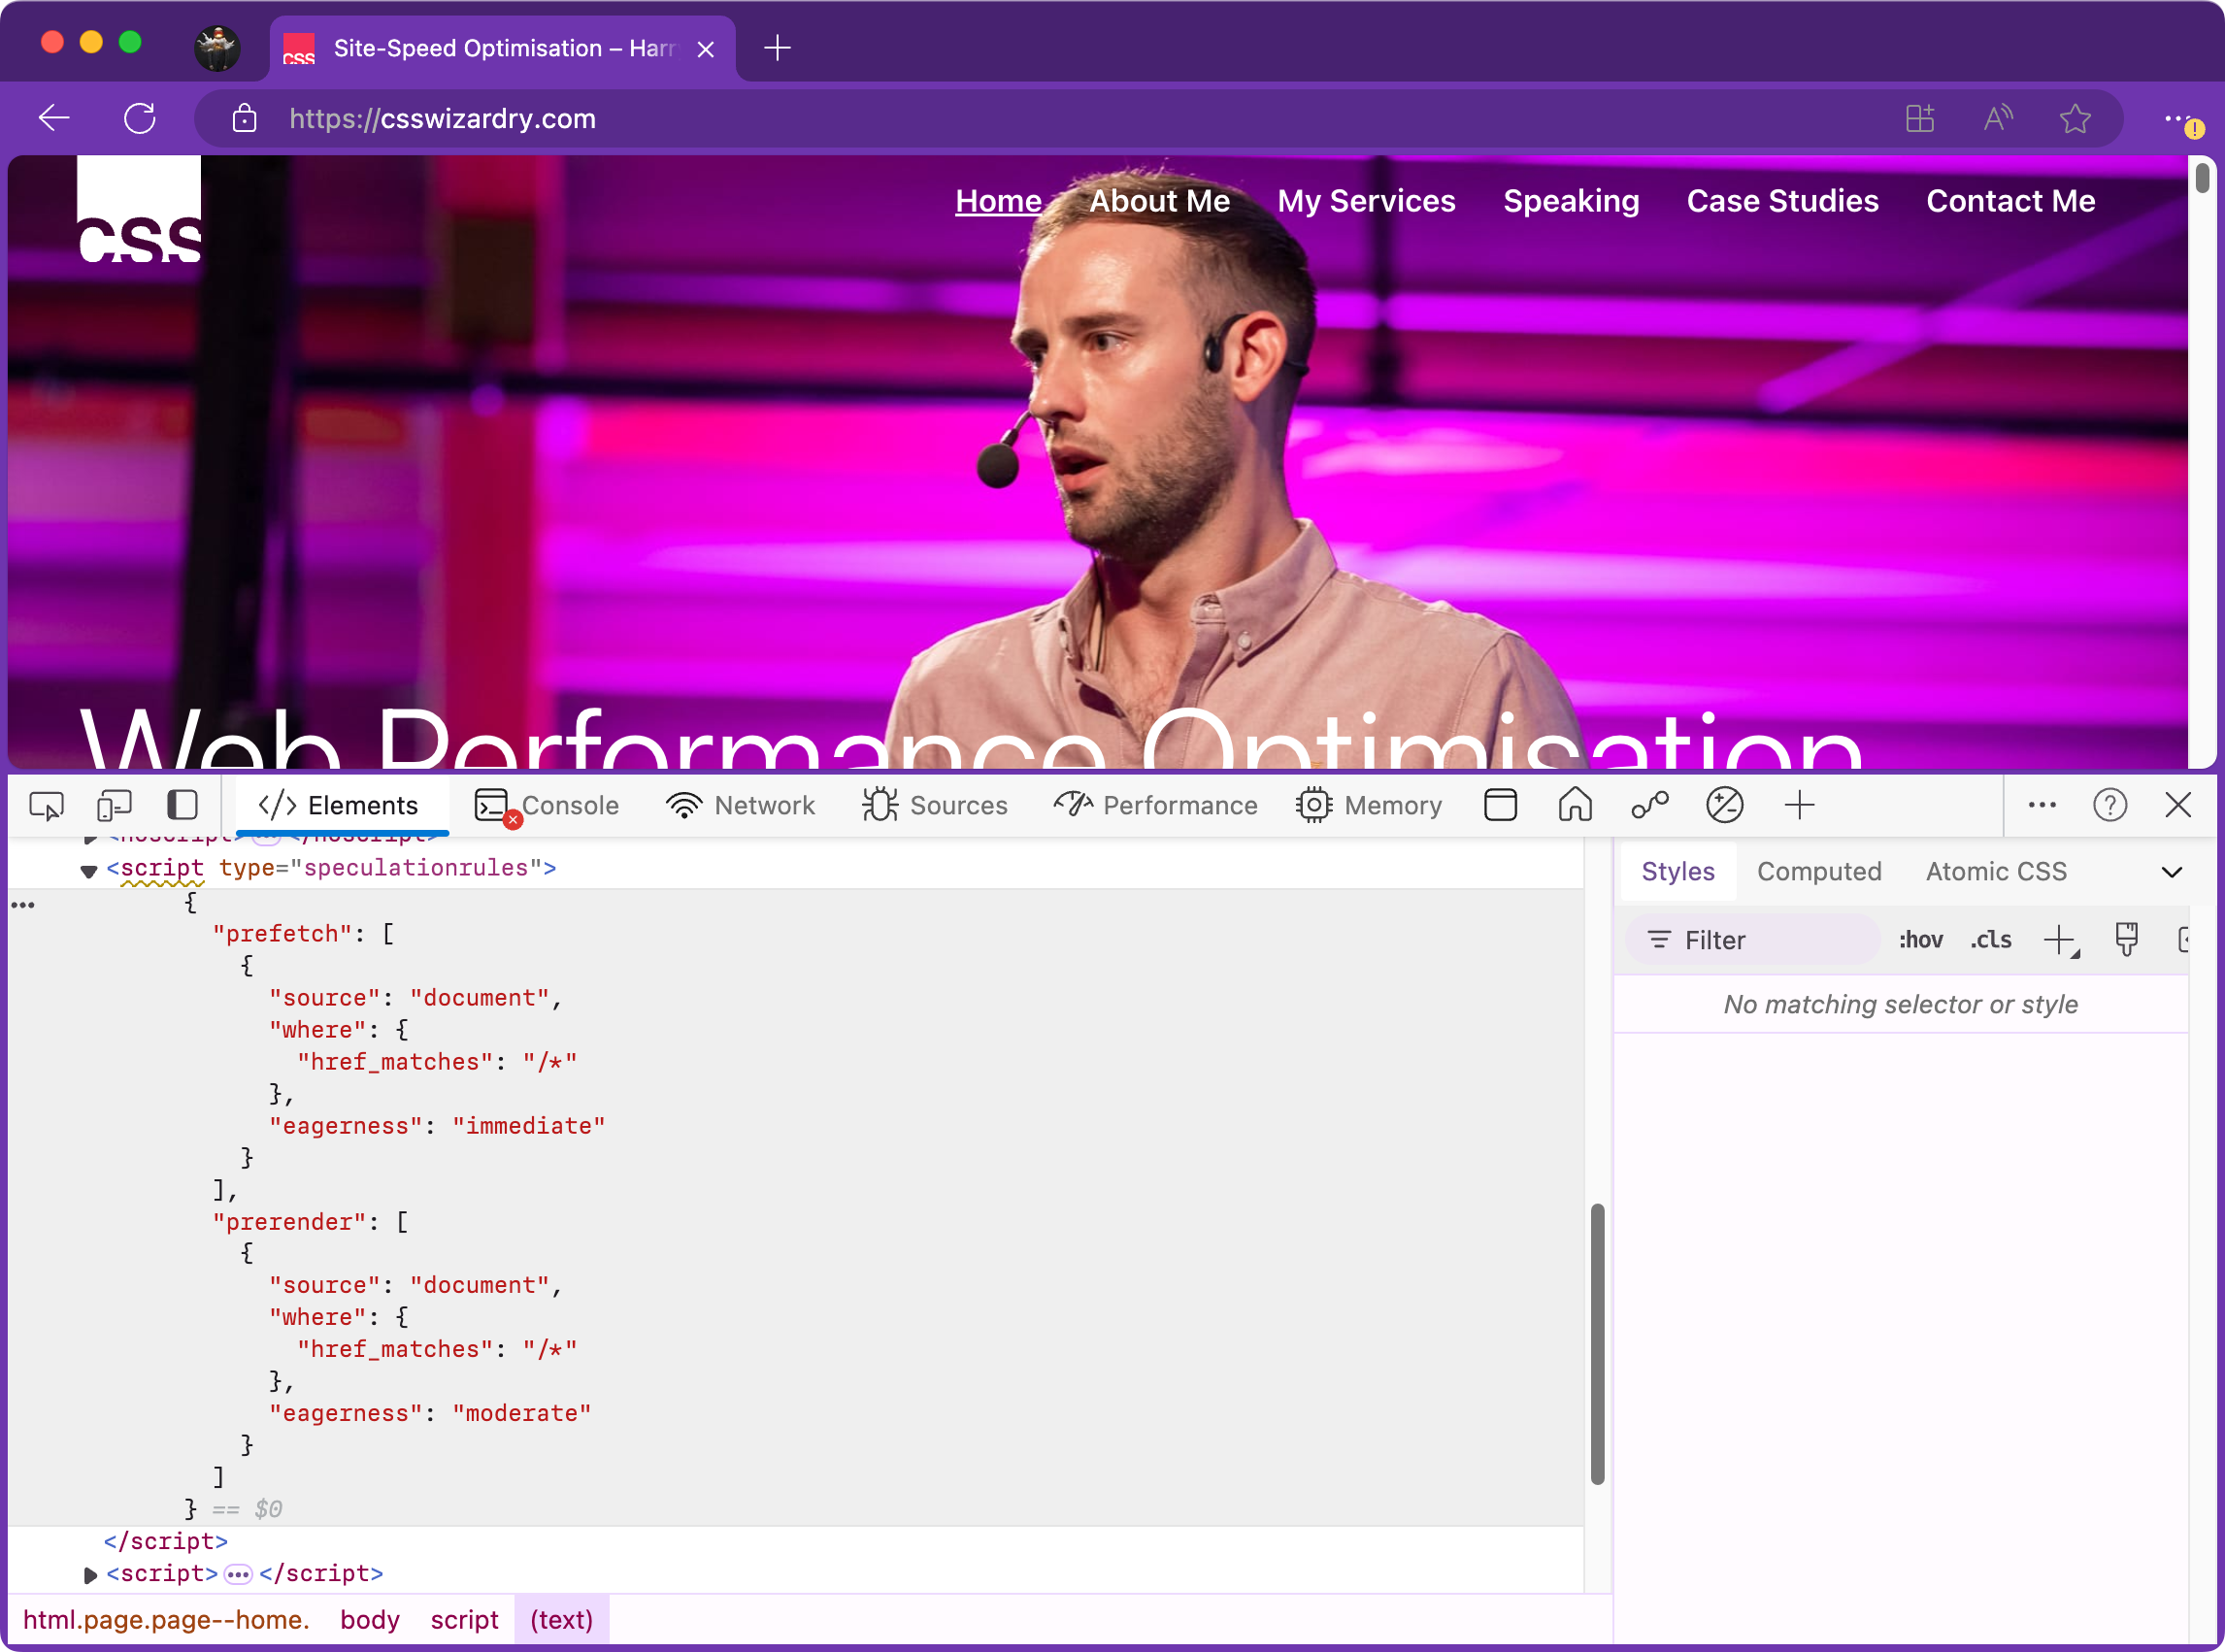 css
Site-Speed Optimisation – Harr
https://csswizardry.com
css
Home About Me My Services Speaking Case Studies Contact Me
Web Performance Optimisation
Elements Console Network Sources Performance Memory
<noscript> </noscript>
<script type="speculationrules">
{
"prefetch": [
{
"source": "document",
"where": {
"href_matches": "/*"
},
"eagerness": "immediate"
}
],
"prerender": [
{
"source": "document",
"where": {
"href_matches": "/*"
},
"eagerness": "moderate"
}
]
} == $0
</script>
<script> </script>
html.page.page--home. body script (text)
Styles Computed Atomic CSS
Filter :hov .cls
No matching selector or style